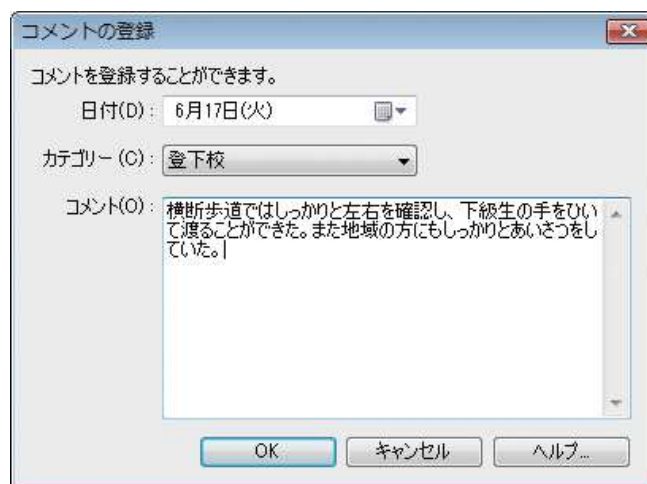 コメントの登録
コメントを登録することができます。
日付(D): 6月17日(火)
カテゴリー(C): 登下校
コメント(O): 横断歩道ではしっかりと左右を確認し、下級生の手をひい
て渡ることができた。また地域の方にもしっかりとあいさつをし
ていた。
OK キャンセル ヘルプ...